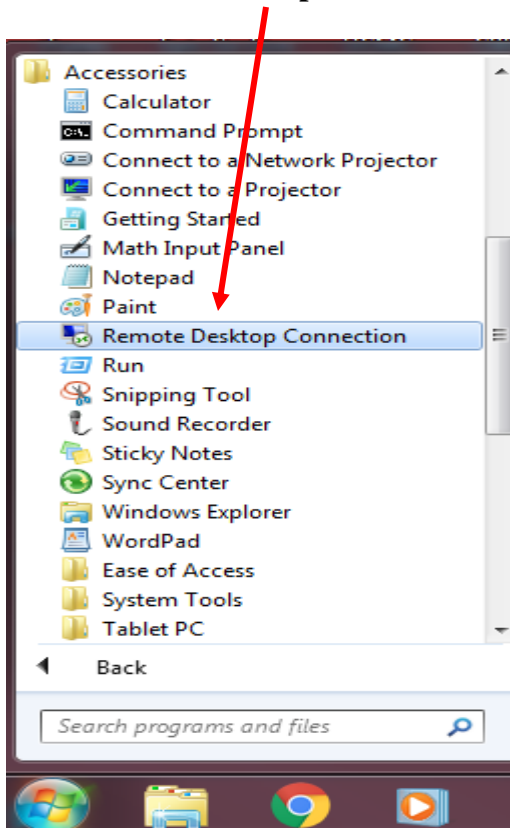 Accessories
Calculator
Command Prompt
Connect to a Network Projector
Connect to a Projector
Getting Started
Math Input Panel
Notepad
Paint
Remote Desktop Connection
Run
Snipping Tool
Sound Recorder
Sticky Notes
Sync Center
Windows Explorer
WordPad
Ease of Access
System Tools
Tablet PC
Back
Search programs and files